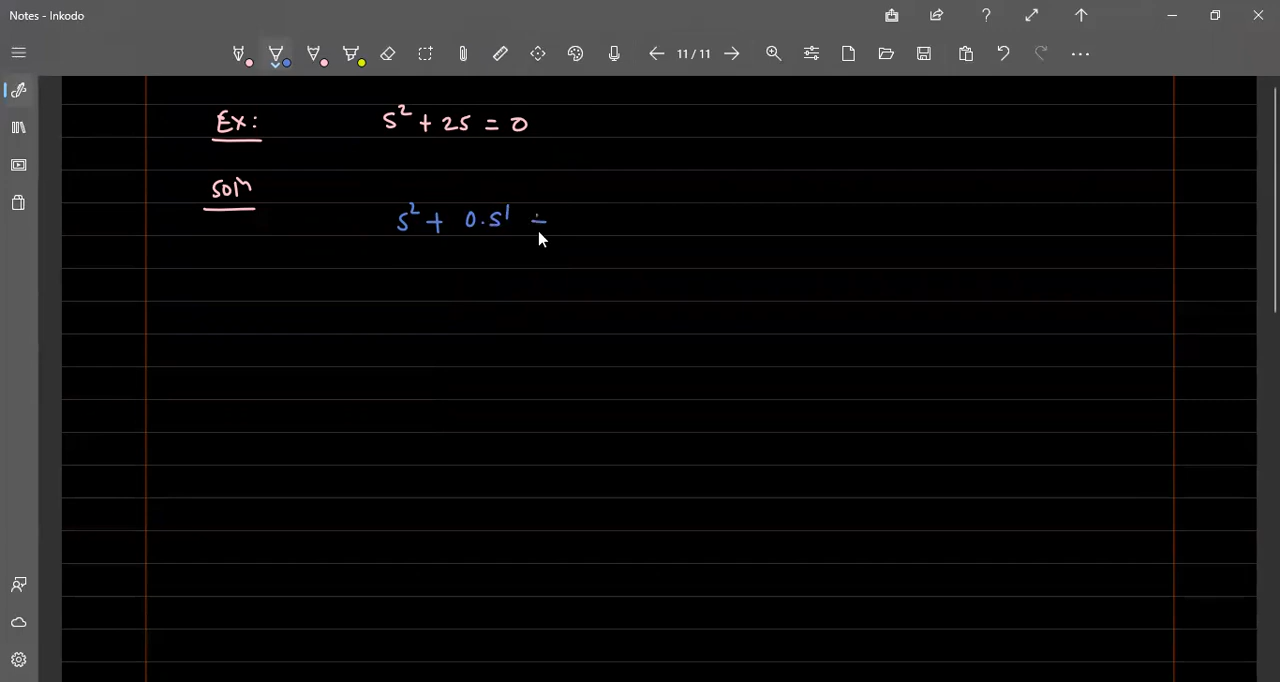 Notes - Inkodo
11 / 11
Ex: s² + 25 = 0
Solⁿ
s² + 0.s¹